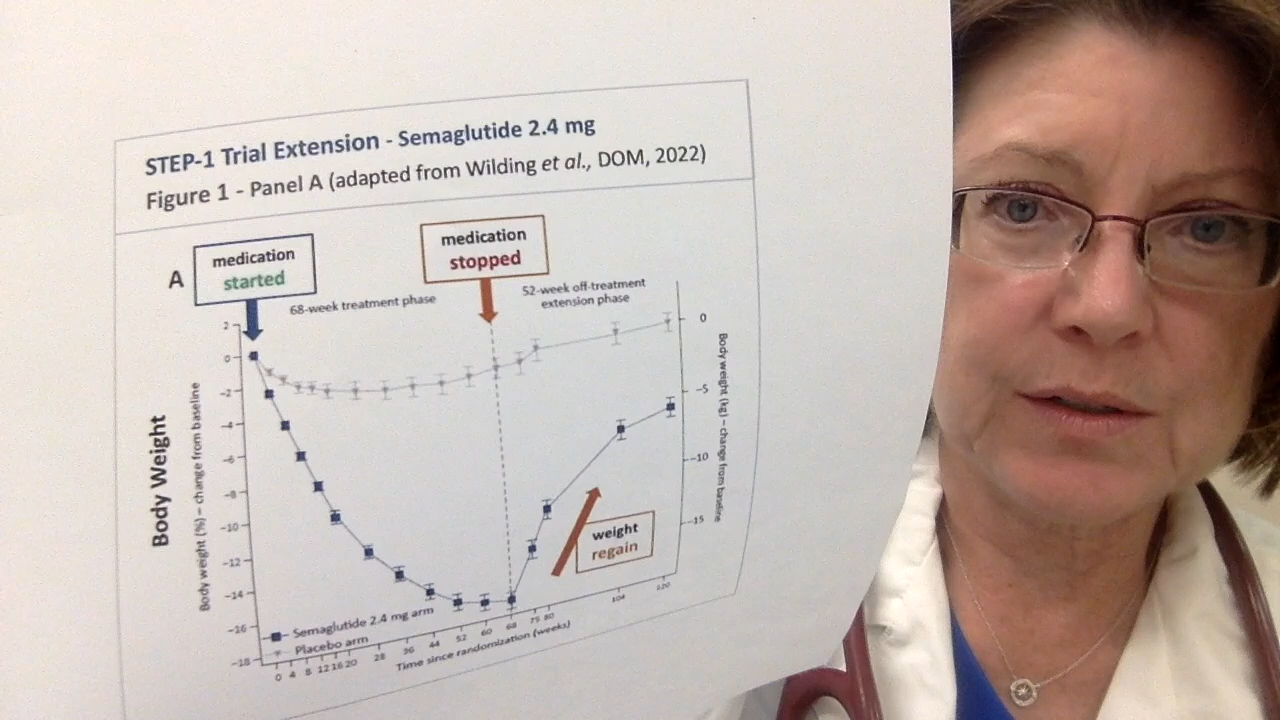 STEP-1 Trial Extension - Semaglutide 2.4 mg
Figure 1 - Panel A (adapted from Wilding et al., DOM, 2022)
A
medication
started
medication
stopped
68-week treatment phase
52-week off-treatment
extension phase
Body Weight
Body weight (%) – change from baseline
2
0
–2
–4
–6
–8
–10
–12
–14
–16
–18
0
–5
–10
–15
Body weight (kg) – change from baseline
weight
regain
Semaglutide 2.4 mg arm
Placebo arm
0 4 8 12 16 20 28 36 44 52 60 68 75 80 104 120
Time since randomization (weeks)